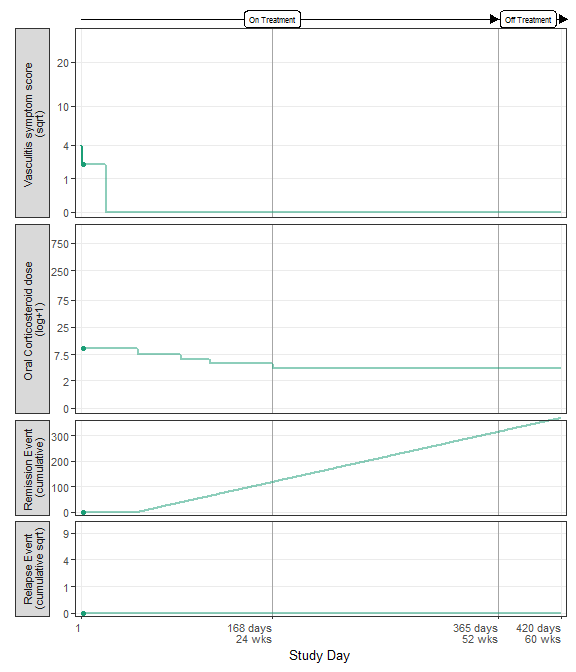 On Treatment
Off Treatment
Vasculitis symptom score
(sqrt)
20
10
4
1
0
Oral Corticosteroid dose
(log+1)
750
250
75
25
7.5
2
0
Remission Event
(cumulative)
300
200
100
0
Relapse Event
(cumulative sqrt)
9
4
1
0
1
168 days
24 wks
365 days
52 wks
420 days
60 wks
Study Day